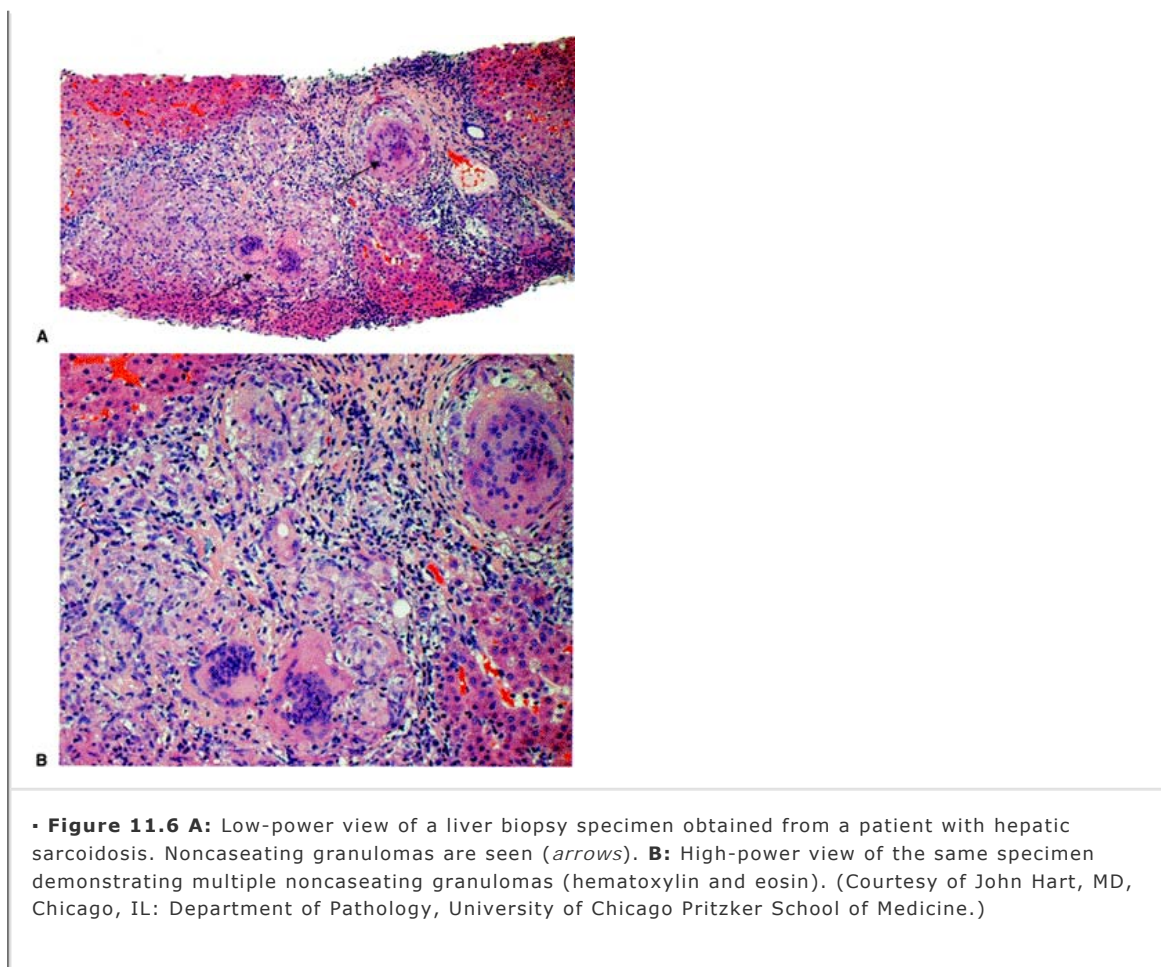 A
B
▪ Figure 11.6 A: Low-power view of a liver biopsy specimen obtained from a patient with hepatic
sarcoidosis. Noncaseating granulomas are seen (arrows). B: High-power view of the same specimen
demonstrating multiple noncaseating granulomas (hematoxylin and eosin). (Courtesy of John Hart, MD,
Chicago, IL: Department of Pathology, University of Chicago Pritzker School of Medicine.)